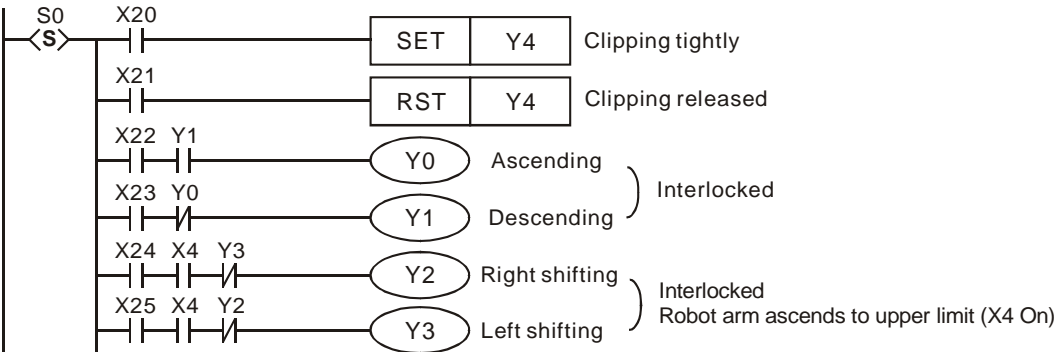 S0 X20
S SET Y4 Clipping tightly
X21
RST Y4 Clipping released
X22 Y1
Y0 Ascending
Interlocked
X23 Y0
Y1 Descending
X24 X4 Y3
Y2 Right shifting
Interlocked
Robot arm ascends to upper limit (X4 On)
X25 X4 Y2
Y3 Left shifting